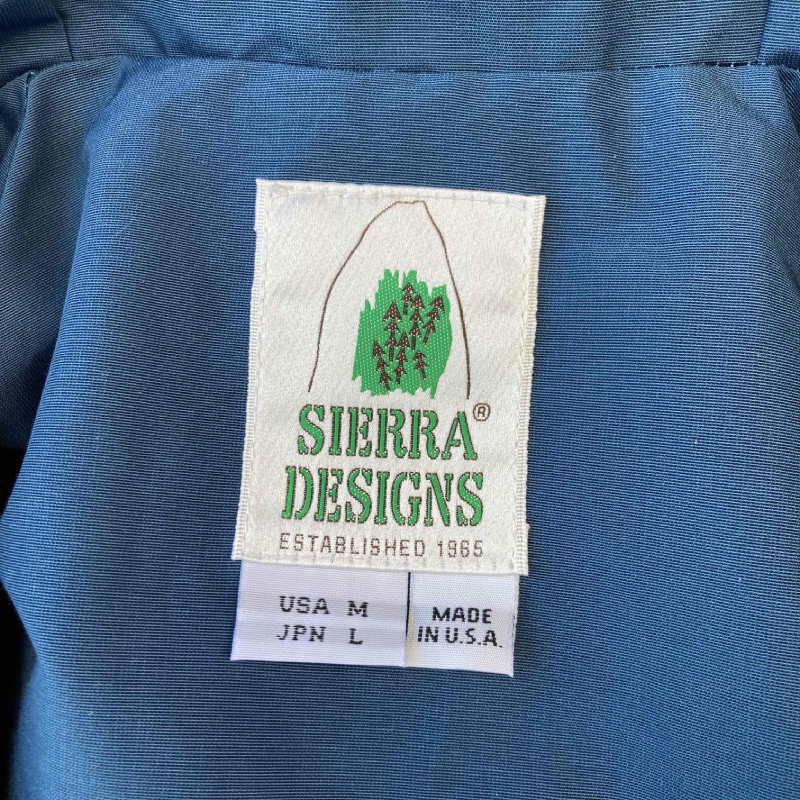 SIERRA®
DESIGNS
ESTABLISHED 1965
USA M
JPN L
MADE
IN U.S.A.